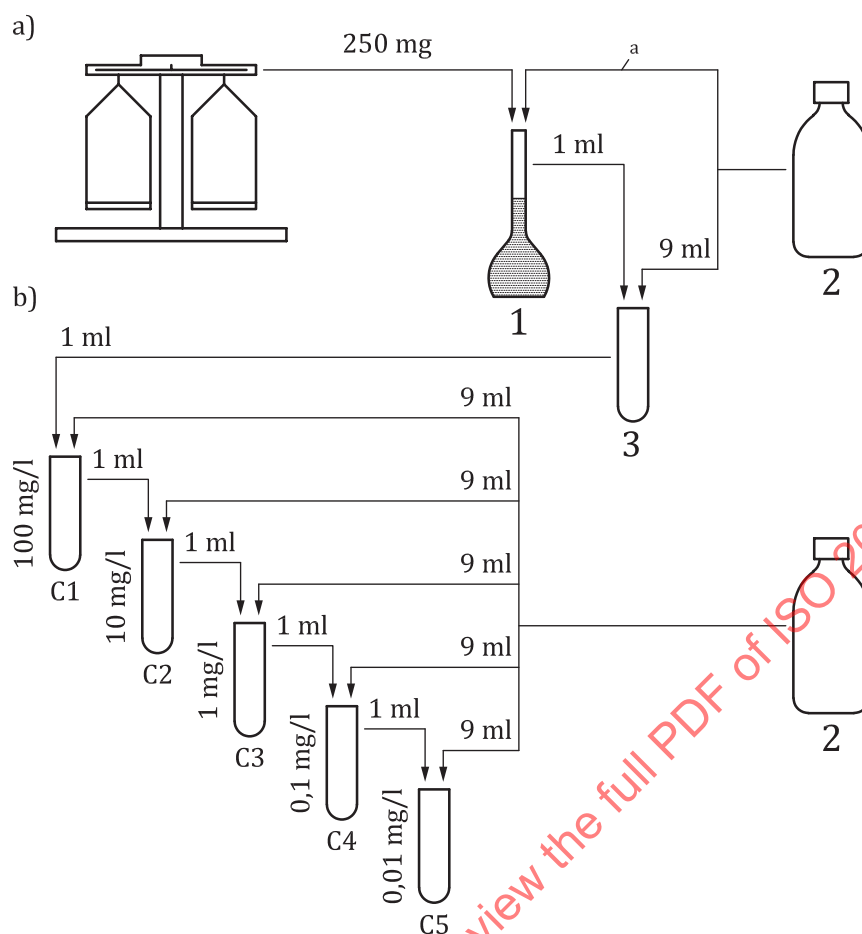 a)
250 mg
a
1 ml
9 ml
1
2
b)
1 ml
3
9 ml
100 mg/l
1 ml
C1
9 ml
10 mg/l
1 ml
C2
9 ml
1 mg/l
1 ml
C3
9 ml
0,1 mg/l
1 ml
C4
9 ml
0,01 mg/l
C5
2
view the full PDF of ISO 20